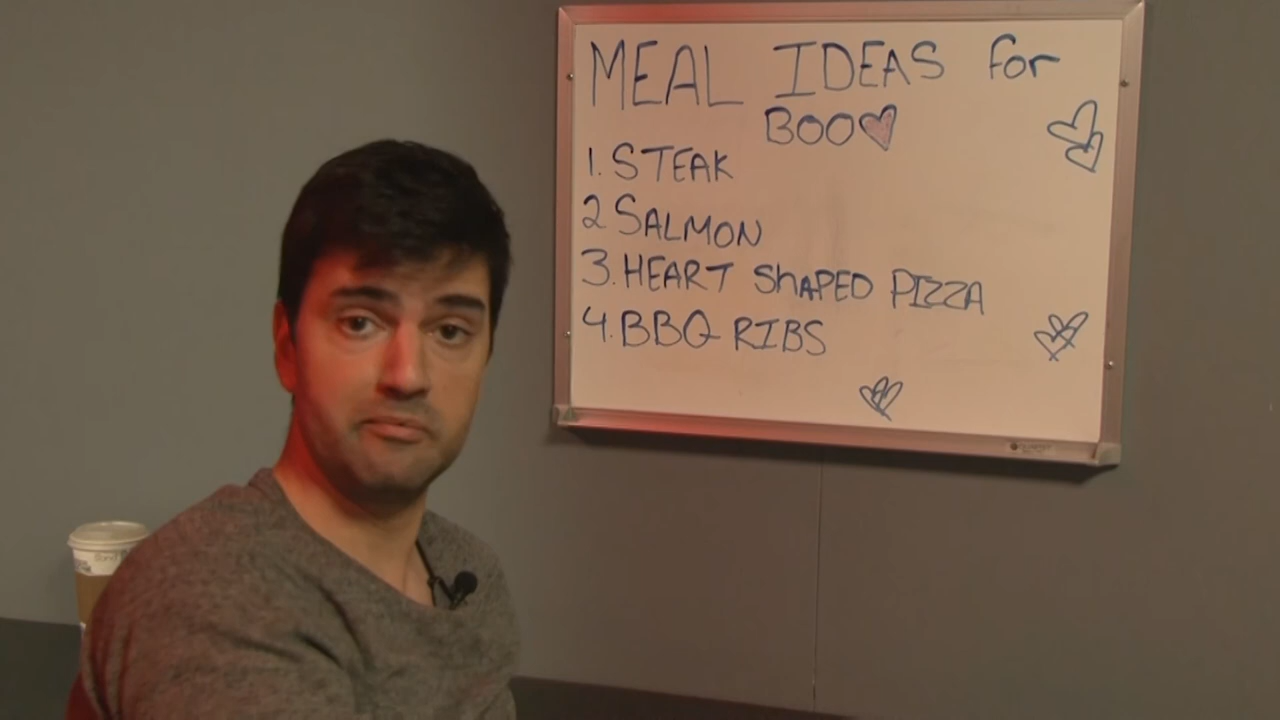 MEAL IDEAS for
BOO
1. STEAK
2 SALMON
3. HEART SHAPED PIZZA
4. BBQ RIBS